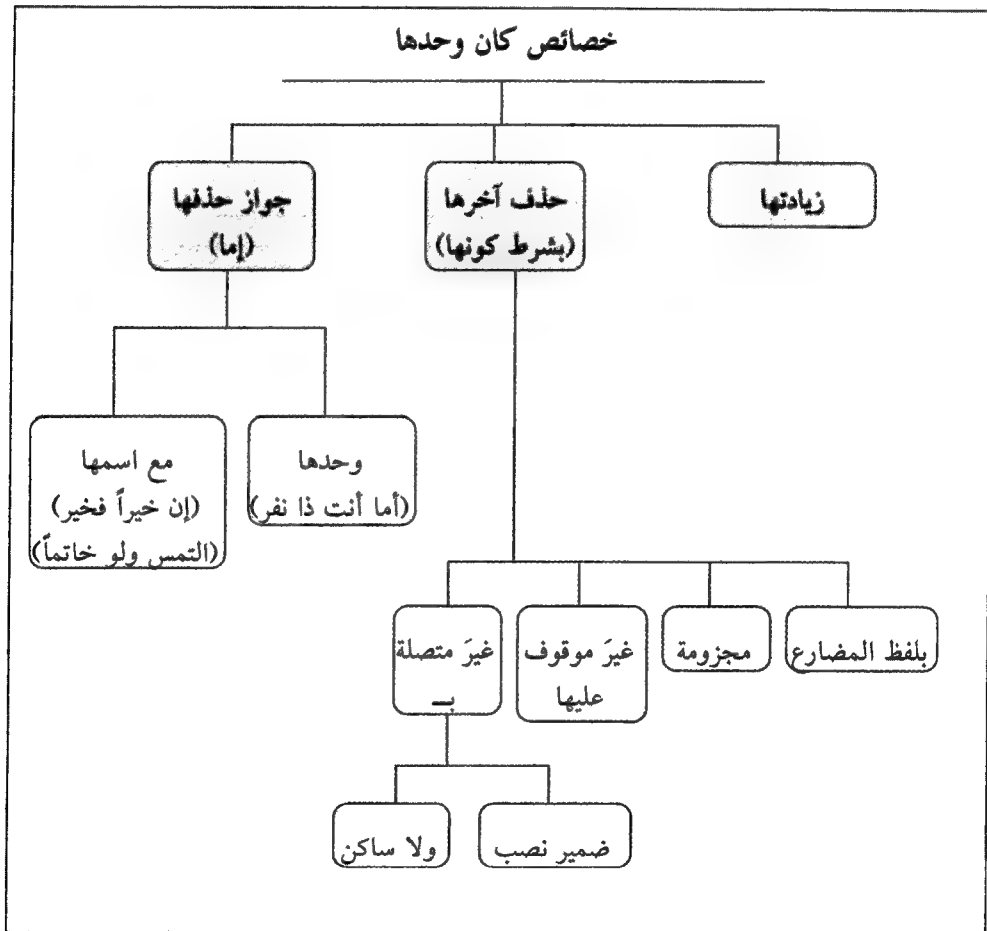 خصائص كان وحدها
زيادتها
حذف آخرها
(بشرط كونها)
جواز حذفها
(إما)
وحدها
(أما أنت ذا نفر)
مع اسمها
(إن خيراً فخير)
(التمس ولو خاتماً)
بلفظ المضارع
مجزومة
غيرَ موقوف
عليها
غيرَ متصلة
بـــ
ضمير نصب
ولا ساكن